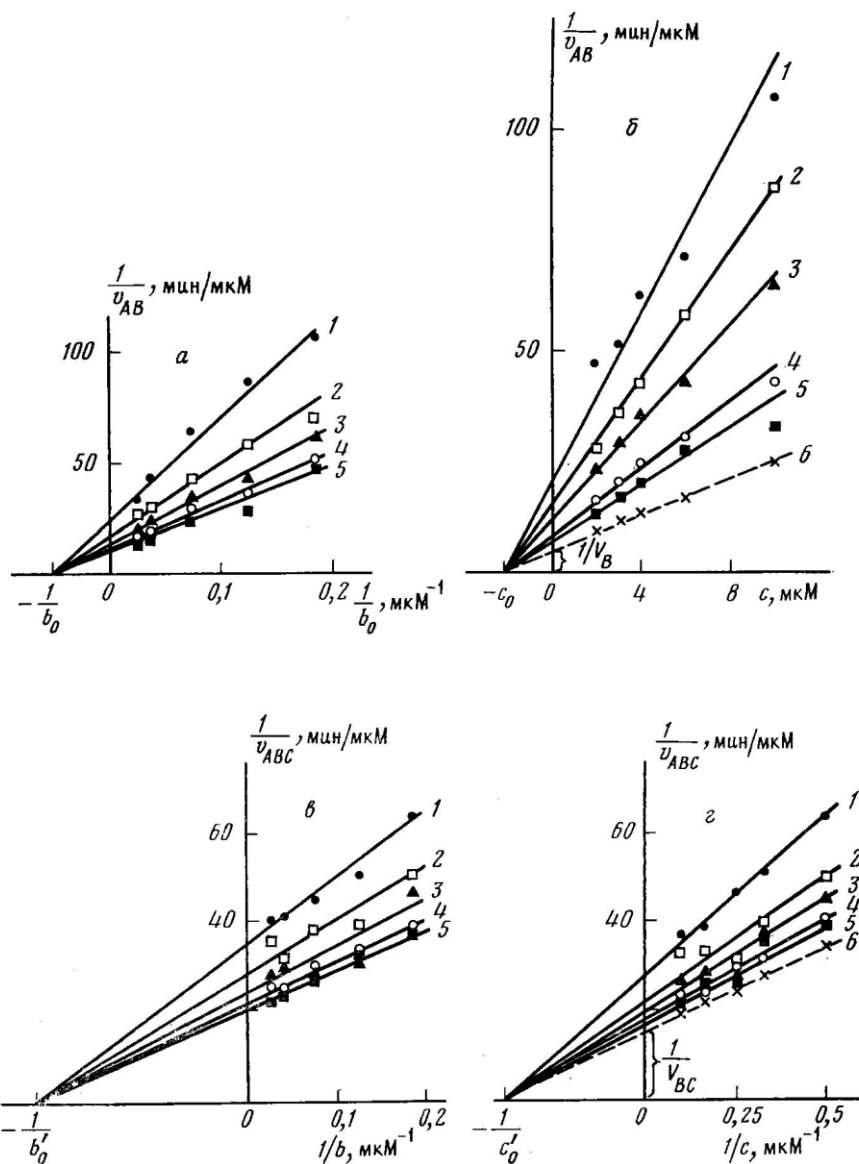 1/v_AB, мин/мкМ
100
50
а
1
2
3
4
5
-1/b_0
0
0,1
0,2
1/b_0, мкМ⁻¹
1/v_AB, мин/мкМ
100
50
б
1
2
3
4
5
6
1/V_B
-c_0
0
4
8
c, мкМ
1/v_ABC, мин/мкМ
60
40
в
1
2
3
4
5
-1/b'_0
0
0,1
0,2
1/b, мкМ⁻¹
1/v_ABC, мин/мкМ
60
40
г
1
2
3
4
5
6
1/V_BC
-1/c'_0
0
0,25
0,5
1/c, мкМ⁻¹